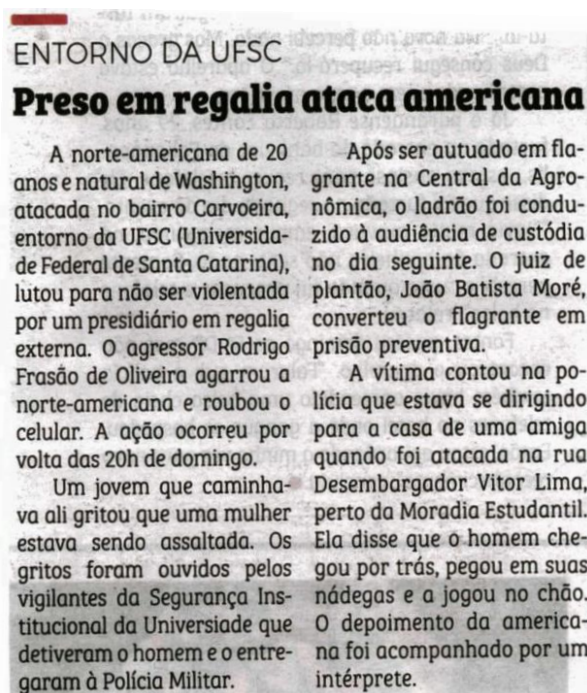 ENTORNO DA UFSC
Preso em regalia ataca americana
A norte-americana de 20
anos e natural de Washington,
atacada no bairro Carvoeira,
entorno da UFSC (Universida-
de Federal de Santa Catarina),
lutou para não ser violentada
por um presidiário em regalia
externa. O agressor Rodrigo
Frasão de Oliveira agarrou a
norte-americana e roubou o
celular. A ação ocorreu por
volta das 20h de domingo.
Um jovem que caminha-
va ali gritou que uma mulher
estava sendo assaltada. Os
gritos foram ouvidos pelos
vigilantes da Segurança Ins-
titucional da Universiade que
detiveram o homem e o entre-
garam à Polícia Militar.
Após ser autuado em fla-
grante na Central da Agro-
nômica, o ladrão foi condu-
zido à audiência de custódia
no dia seguinte. O juiz de
plantão, João Batista Moré,
converteu o flagrante em
prisão preventiva.
A vítima contou na po-
lícia que estava se dirigindo
para a casa de uma amiga
quando foi atacada na rua
Desembargador Vitor Lima,
perto da Moradia Estudantil.
Ela disse que o homem che-
gou por trás, pegou em suas
nádegas e a jogou no chão.
O depoimento da america-
na foi acompanhado por um
intérprete.